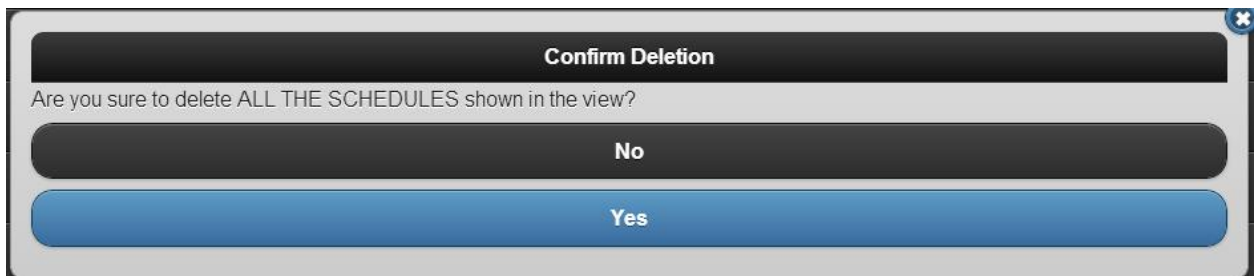 Confirm Deletion
Are you sure to delete ALL THE SCHEDULES shown in the view?
No
Yes